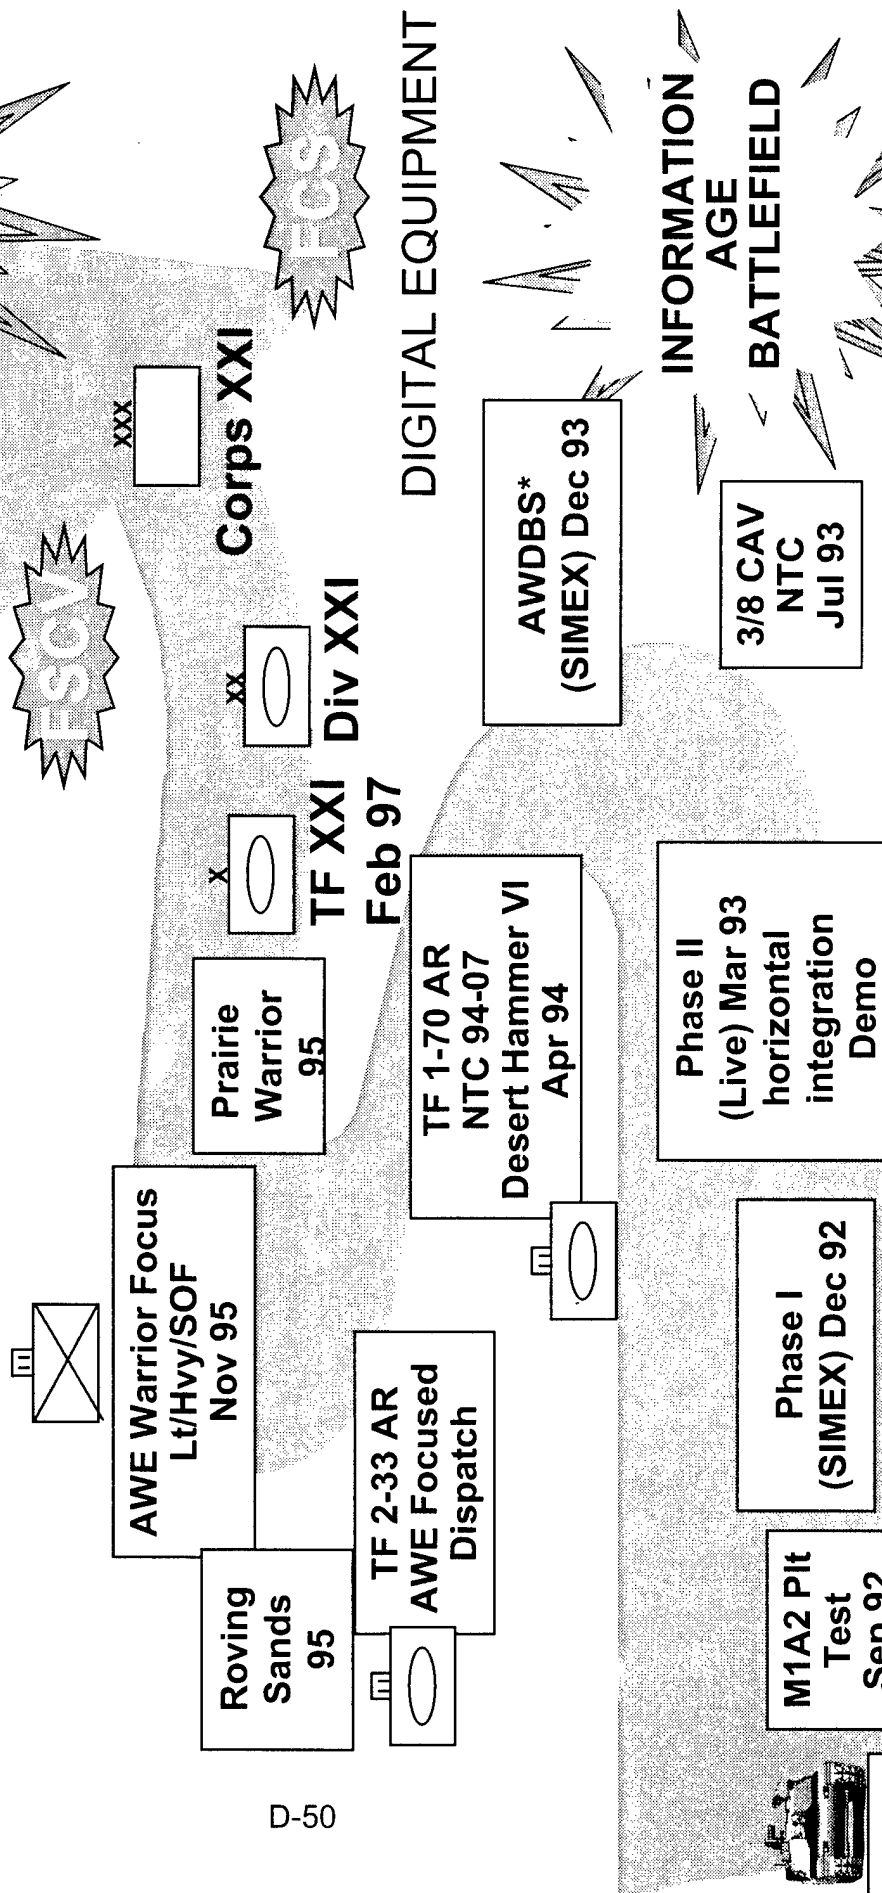 FSCV
FCS
XXX
Corps XXI
XX
Div XXI
X
TF XXI
Feb 97
DIGITAL EQUIPMENT
Prairie
Warrior
95
AWE Warrior Focus
Lt/Hvy/SOF
Nov 95
Roving
Sands
95
TF 2-33 AR
AWE Focused
Dispatch
TF 1-70 AR
NTC 94-07
Desert Hammer VI
Apr 94
AWDBS*
(SIMEX) Dec 93
INFORMATION
AGE
BATTLEFIELD
3/8 CAV
NTC
Jul 93
Phase II
(Live) Mar 93
horizontal
integration
Demo
Phase I
(SIMEX) Dec 92
M1A2 Plt
Test
Sep 92
D-50